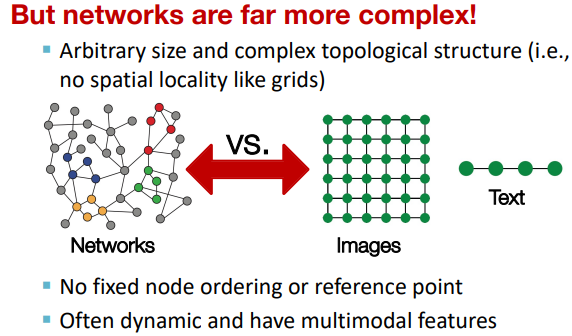 But networks are far more complex!
Arbitrary size and complex topological structure (i.e.,
no spatial locality like grids)
vs.
Networks
Images
Text
No fixed node ordering or reference point
Often dynamic and have multimodal features